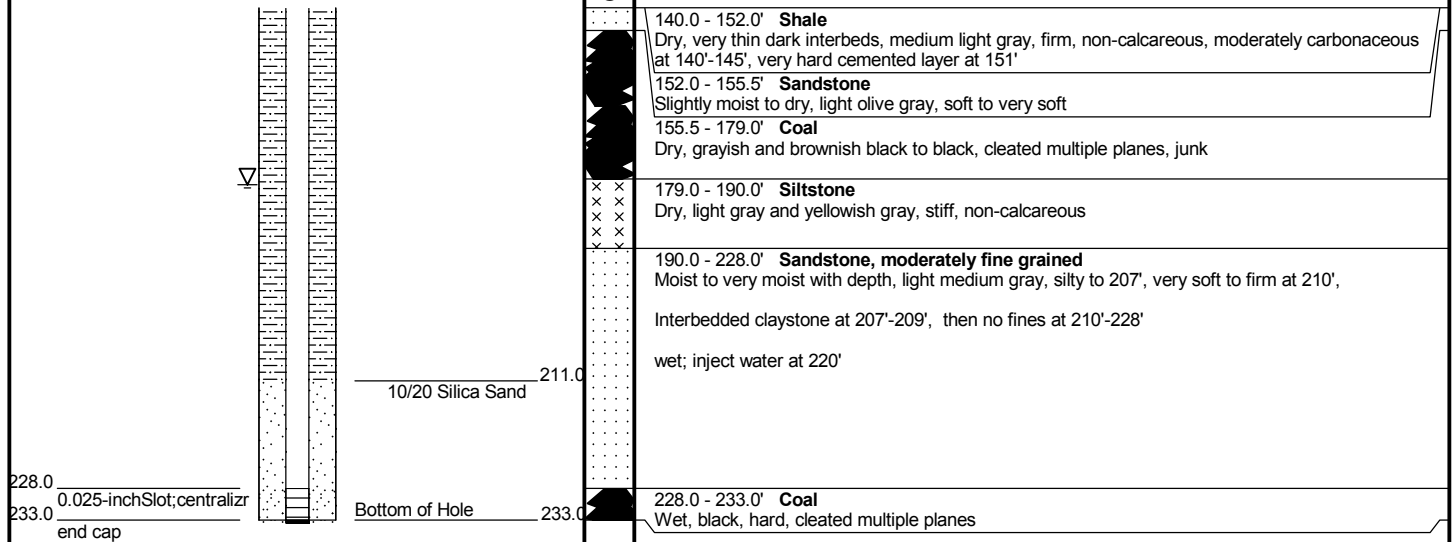 140.0 - 152.0' Shale
Dry, very thin dark interbeds, medium light gray, firm, non-calcareous, moderately carbonaceous
at 140'-145', very hard cemented layer at 151'
152.0 - 155.5' Sandstone
Slightly moist to dry, light olive gray, soft to very soft
155.5 - 179.0' Coal
Dry, grayish and brownish black to black, cleated multiple planes, junk
179.0 - 190.0' Siltstone
Dry, light gray and yellowish gray, stiff, non-calcareous
190.0 - 228.0' Sandstone, moderately fine grained
Moist to very moist with depth, light medium gray, silty to 207', very soft to firm at 210',
Interbedded claystone at 207'-209', then no fines at 210'-228'
wet; inject water at 220'
211.0
10/20 Silica Sand
228.0
0.025-inchSlot;centralizr
233.0
end cap
Bottom of Hole 233.0
228.0 - 233.0' Coal
Wet, black, hard, cleated multiple planes